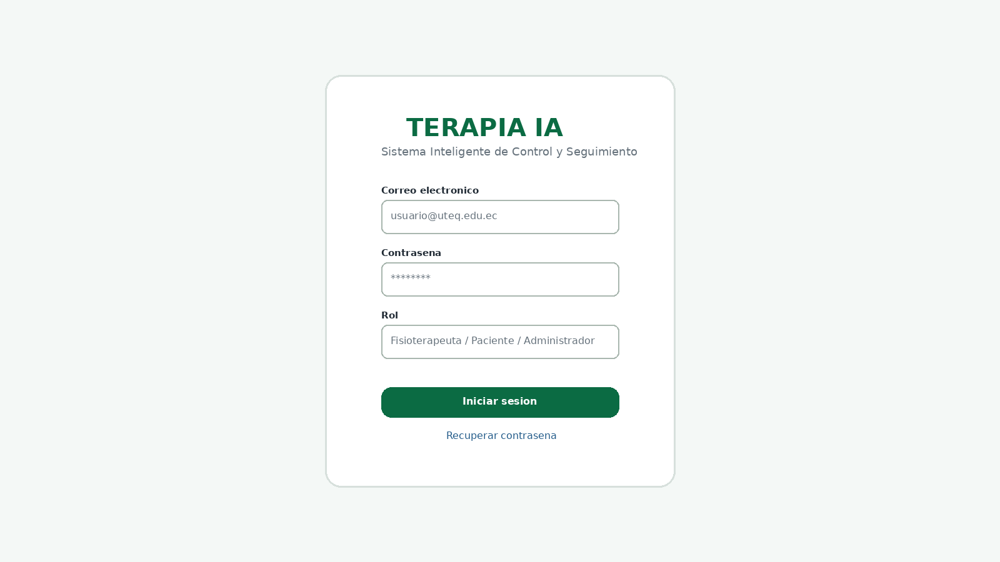 TERAPIA IA
Sistema Inteligente de Control y Seguimiento
Correo electronico
usuario@uteq.edu.ec
Contrasena
********
Rol
Fisioterapeuta / Paciente / Administrador
Iniciar sesion
Recuperar contrasena